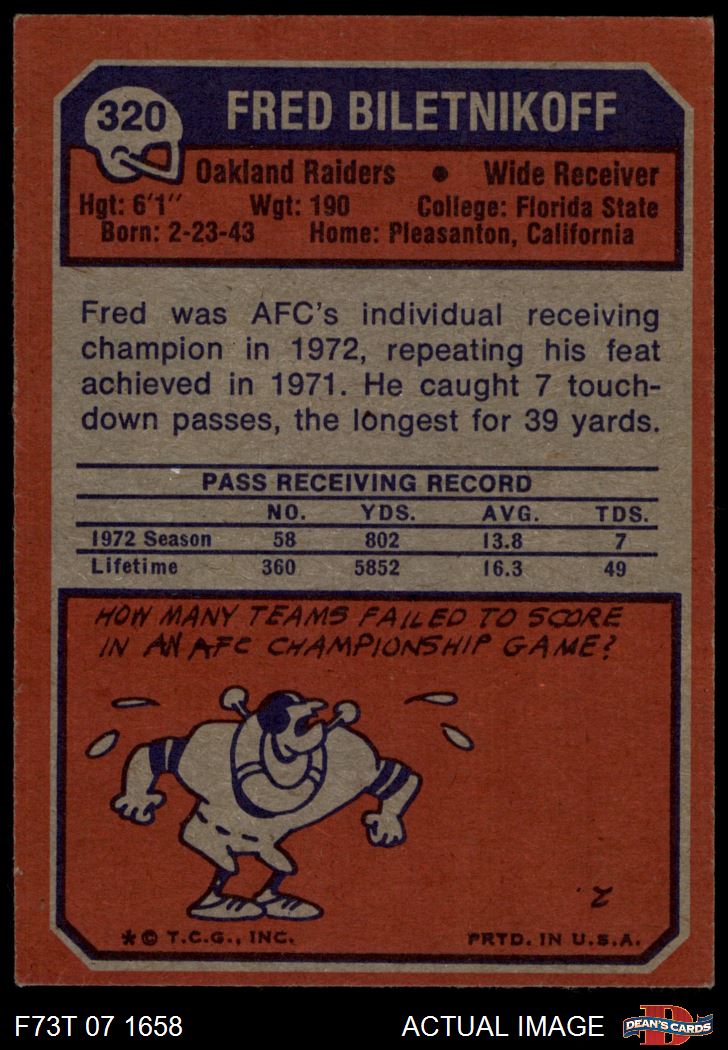 320
FRED BILETNIKOFF
Oakland Raiders • Wide Receiver
Hgt: 6'1" Wgt: 190 College: Florida State
Born: 2-23-43 Home: Pleasanton, California
Fred was AFC's individual receiving
champion in 1972, repeating his feat
achieved in 1971. He caught 7 touch-
down passes, the longest for 39 yards.
PASS RECEIVING RECORD
NO. YDS. AVG. TDS.
1972 Season 58 802 13.8 7
Lifetime 360 5852 16.3 49
HOW MANY TEAMS FAILED TO SCORE
IN AN AFC CHAMPIONSHIP GAME?
* © T.C.G., INC. PRTD. IN U.S.A.
F73T 07 1658 ACTUAL IMAGE D DEAN'S CARDS